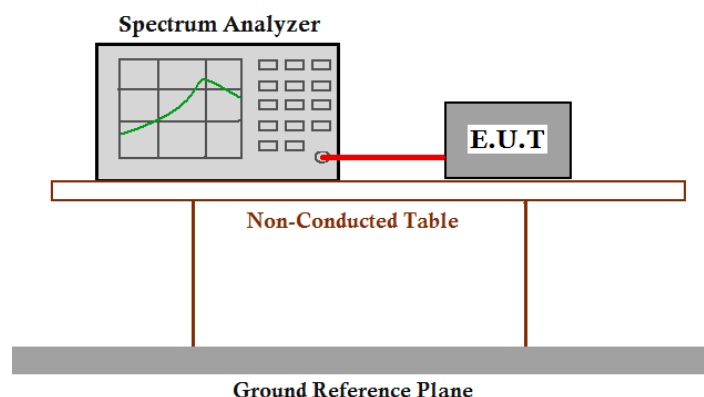 Spectrum Analyzer
E.U.T
Non-Conducted Table
Ground Reference Plane